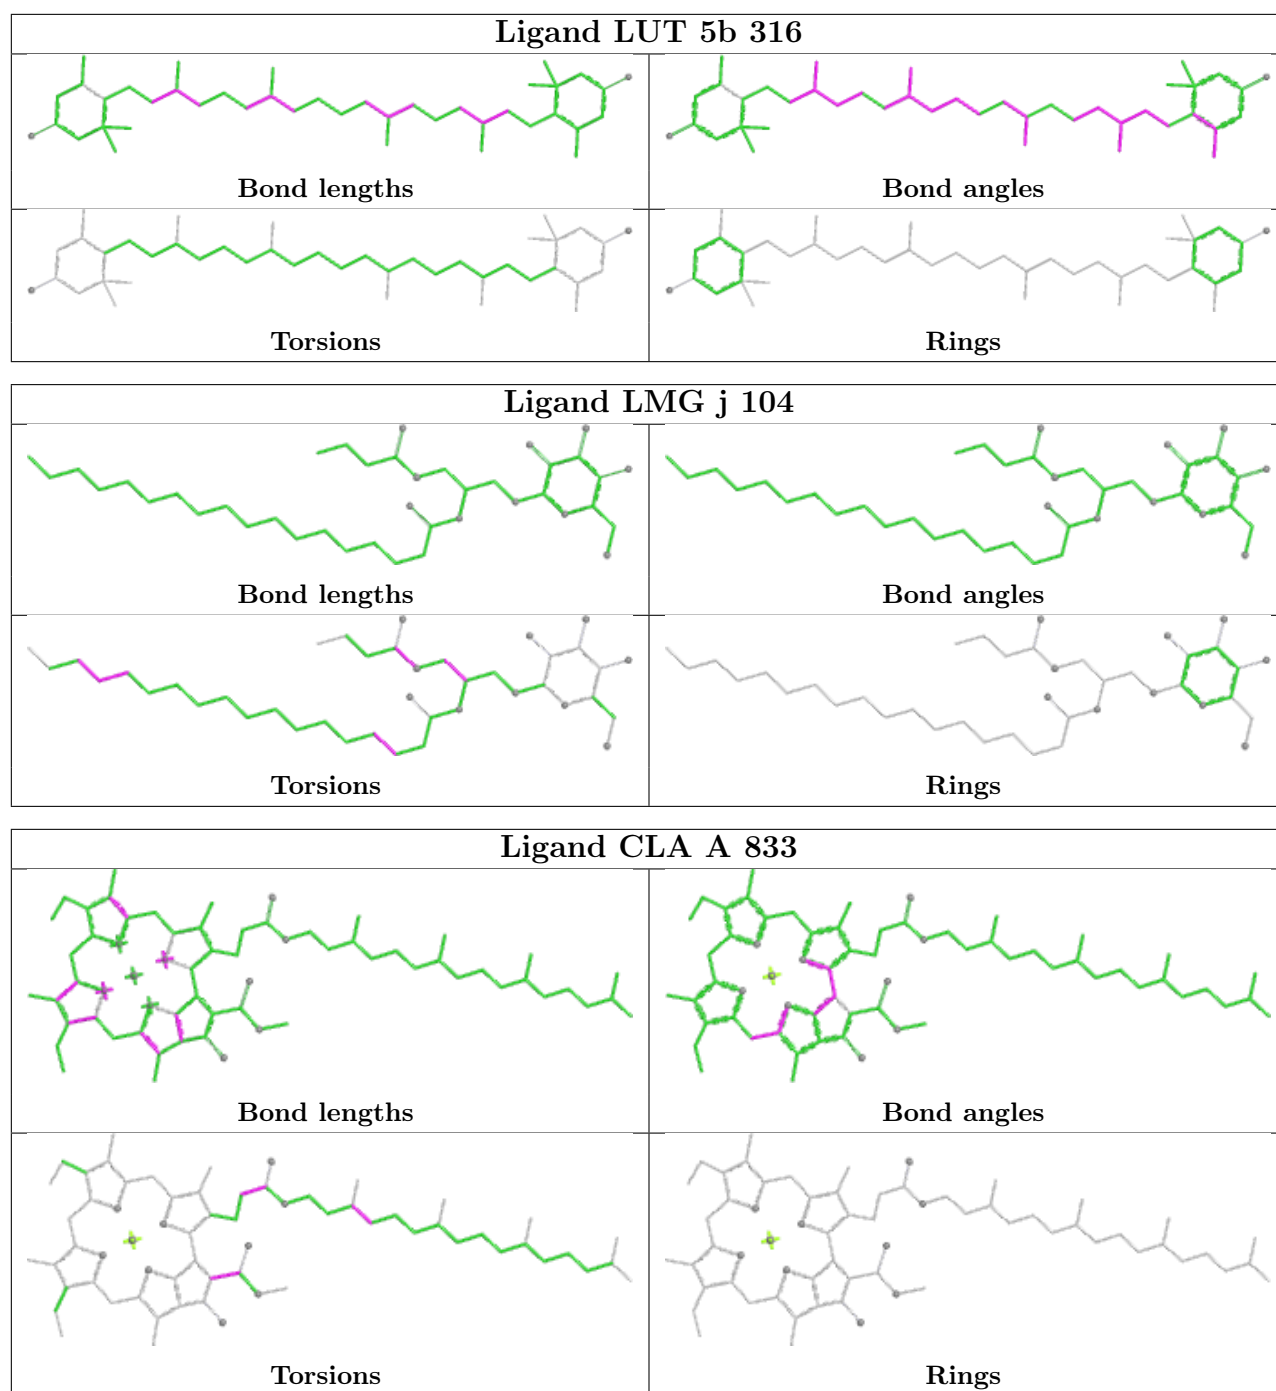 Ligand LUT 5b 316
Bond lengths
Bond angles
Torsions
Rings
Ligand LMG j 104
Bond lengths
Bond angles
Torsions
Rings
Ligand CLA A 833
Bond lengths
Bond angles
Torsions
Rings